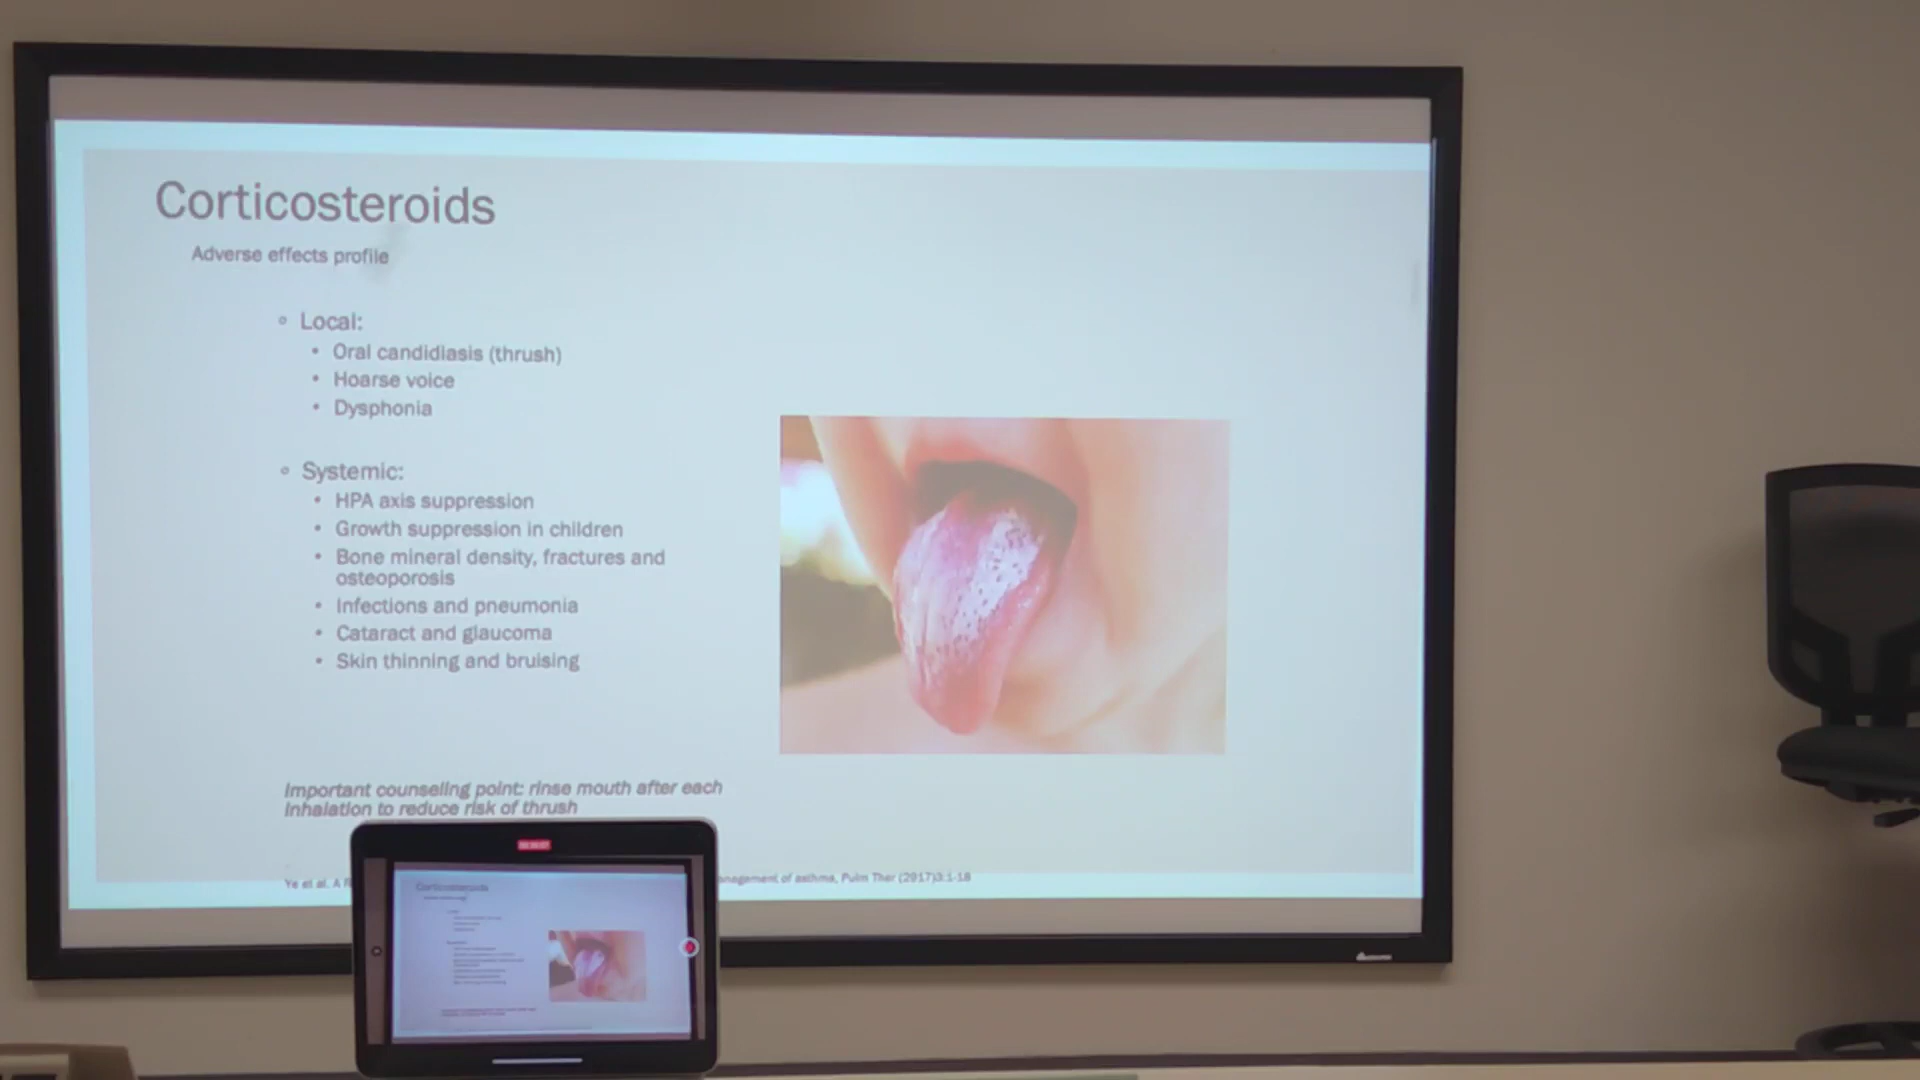 Corticosteroids
Adverse effects profile
Local:
Oral candidiasis (thrush)
Hoarse voice
Dysphonia
Systemic:
HPA axis suppression
Growth suppression in children
Bone mineral density, fractures and
osteoporosis
Infections and pneumonia
Cataract and glaucoma
Skin thinning and bruising
Important counseling point: rinse mouth after each
inhalation to reduce risk of thrush
Ye et al. A
of asthma, Pulm Ther (2017)3:1-18
Corticosteroids